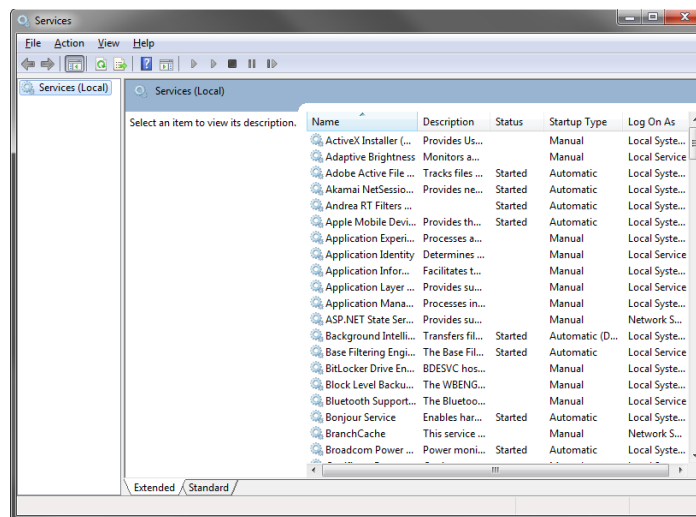 Services
File Action View Help
Services (Local)
Services (Local)
Select an item to view its description.
Name Description Status Startup Type Log On As
ActiveX Installer (... Provides Us... Manual Local Syste...
Adaptive Brightness Monitors a... Manual Local Service
Adobe Active File ... Tracks files ... Started Automatic Local Syste...
Akamai NetSessio... Provides ne... Started Automatic Local Syste...
Andrea RT Filters ... Started Automatic Local Syste...
Apple Mobile Devi... Provides th... Started Automatic Local Syste...
Application Experi... Processes a... Manual Local Syste...
Application Identity Determines ... Manual Local Service
Application Infor... Facilitates t... Manual Local Syste...
Application Layer ... Provides su... Manual Local Service
Application Mana... Processes in... Manual Local Syste...
ASP.NET State Ser... Provides su... Manual Network S...
Background Intelli... Transfers fil... Started Automatic (D... Local Syste...
Base Filtering Engi... The Base Fil... Started Automatic Local Service
BitLocker Drive En... BDESVC hos... Manual Local Syste...
Block Level Backu... The WBENG... Manual Local Syste...
Bluetooth Support... The Bluetoo... Manual Local Service
Bonjour Service Enables har... Started Automatic Local Syste...
BranchCache This service ... Manual Network S...
Broadcom Power ... Power moni... Started Automatic Local Syste...
Extended Standard